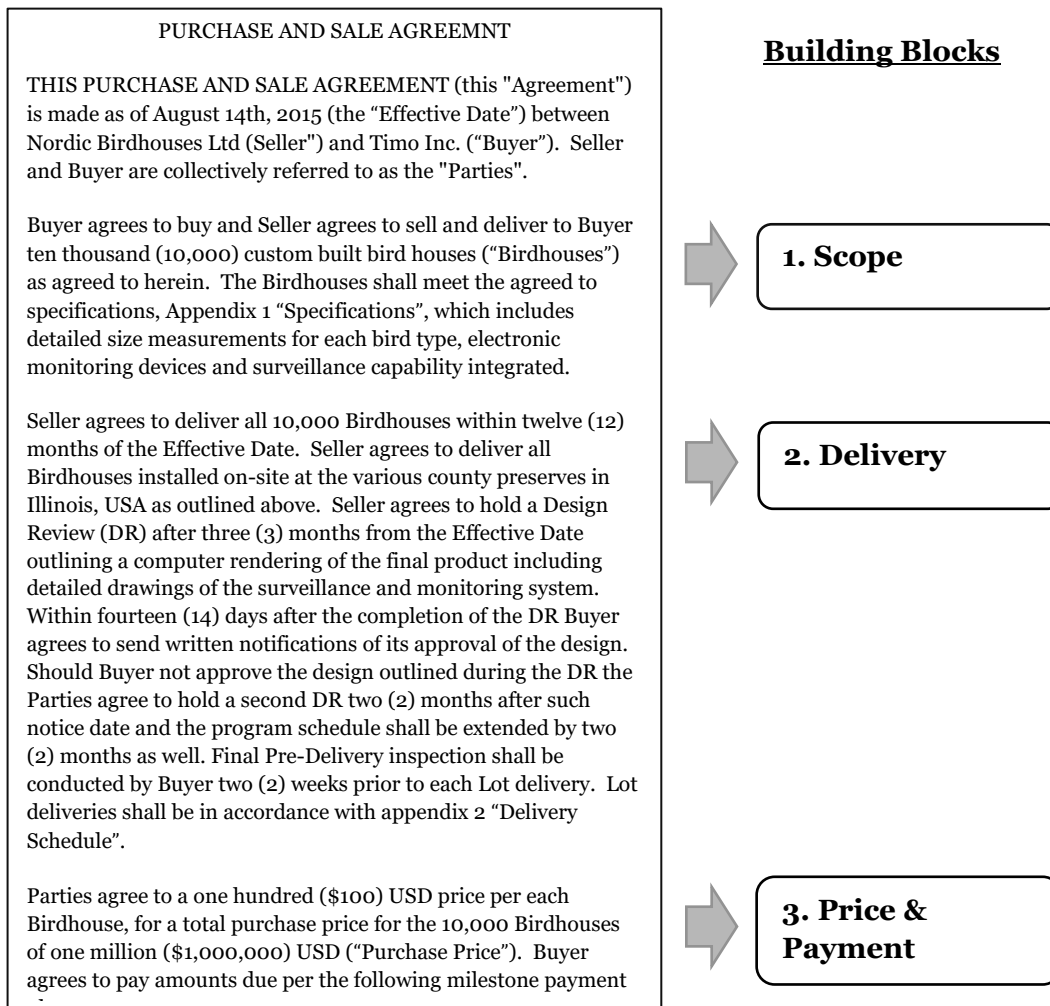 PURCHASE AND SALE AGREEMNT
THIS PURCHASE AND SALE AGREEMENT (this "Agreement")
is made as of August 14th, 2015 (the “Effective Date”) between
Nordic Birdhouses Ltd (Seller") and Timo Inc. (“Buyer”). Seller
and Buyer are collectively referred to as the "Parties".
Buyer agrees to buy and Seller agrees to sell and deliver to Buyer
ten thousand (10,000) custom built bird houses (“Birdhouses”)
as agreed to herein. The Birdhouses shall meet the agreed to
specifications, Appendix 1 “Specifications”, which includes
detailed size measurements for each bird type, electronic
monitoring devices and surveillance capability integrated.
Seller agrees to deliver all 10,000 Birdhouses within twelve (12)
months of the Effective Date. Seller agrees to deliver all
Birdhouses installed on-site at the various county preserves in
Illinois, USA as outlined above. Seller agrees to hold a Design
Review (DR) after three (3) months from the Effective Date
outlining a computer rendering of the final product including
detailed drawings of the surveillance and monitoring system.
Within fourteen (14) days after the completion of the DR Buyer
agrees to send written notifications of its approval of the design.
Should Buyer not approve the design outlined during the DR the
Parties agree to hold a second DR two (2) months after such
notice date and the program schedule shall be extended by two
(2) months as well. Final Pre-Delivery inspection shall be
conducted by Buyer two (2) weeks prior to each Lot delivery. Lot
deliveries shall be in accordance with appendix 2 “Delivery
Schedule”.
Parties agree to a one hundred ($100) USD price per each
Birdhouse, for a total purchase price for the 10,000 Birdhouses
of one million ($1,000,000) USD (“Purchase Price”). Buyer
agrees to pay amounts due per the following milestone payment
Building Blocks
1. Scope
2. Delivery
3. Price &
Payment